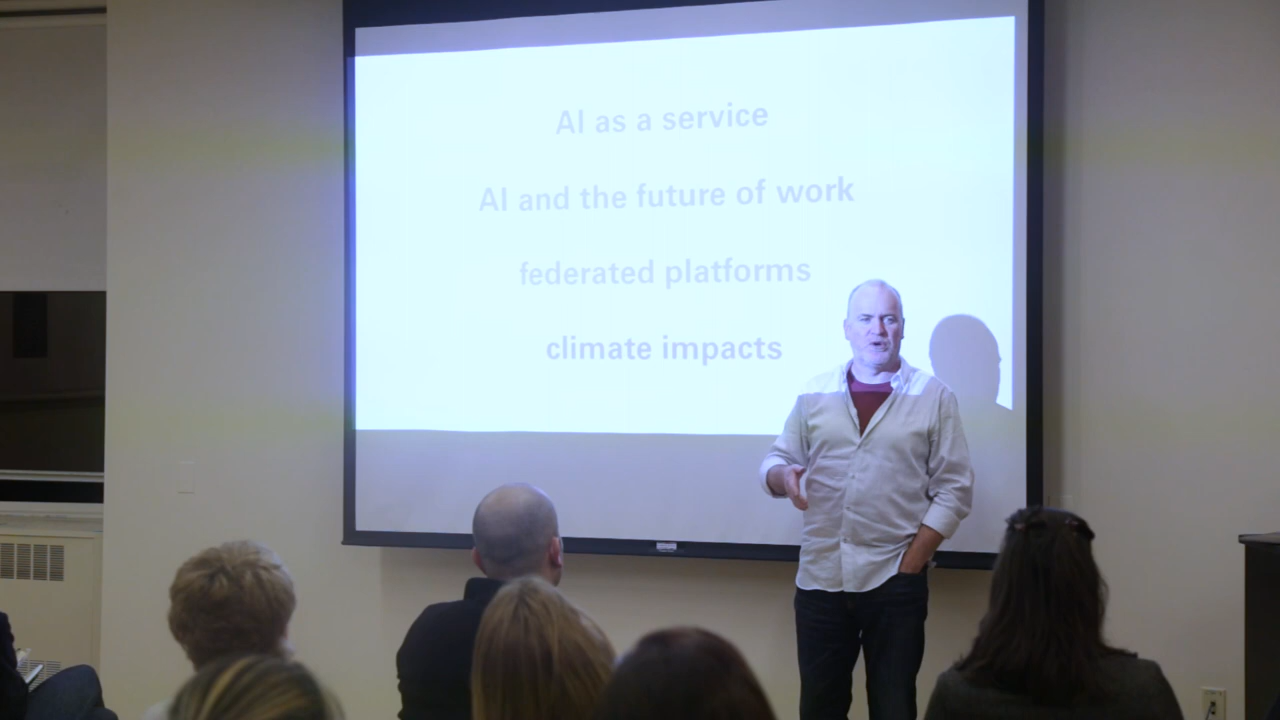 AI as a service
AI and the future of work
federated platforms
climate impacts